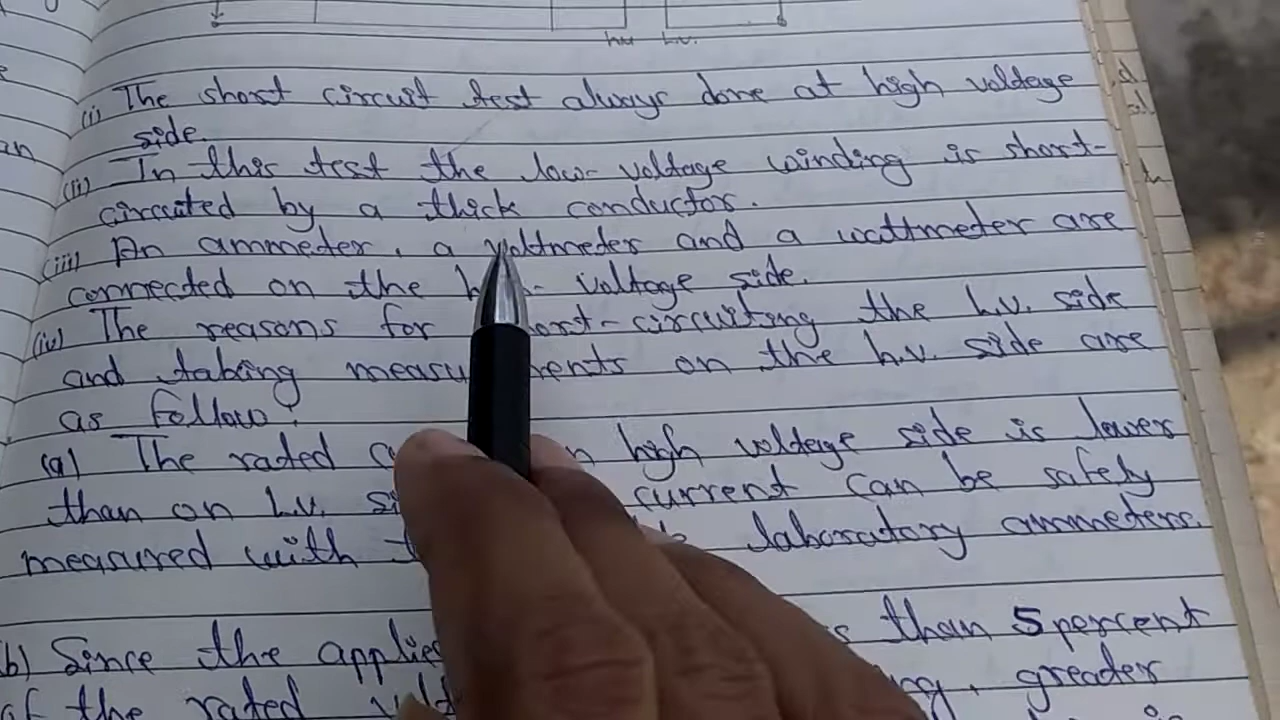 h.v L.V.
(i) The short circuit test always done at high voltage
side.
(ii) In this test the low-voltage winding is short-
circuited by a thick conductor.
(iii) An ammeter, a voltmeter and a wattmeter are
connected on the voltage side.
(iv) The reasons for short-circuiting the h.v. side
and taking measurements on the h.v. side are
as follow:
(a) The rated high voltage side is lower
than on L.V. current can be safely
measured with laboratory ammeters.
b) Since the than 5 percent
of the rated greater